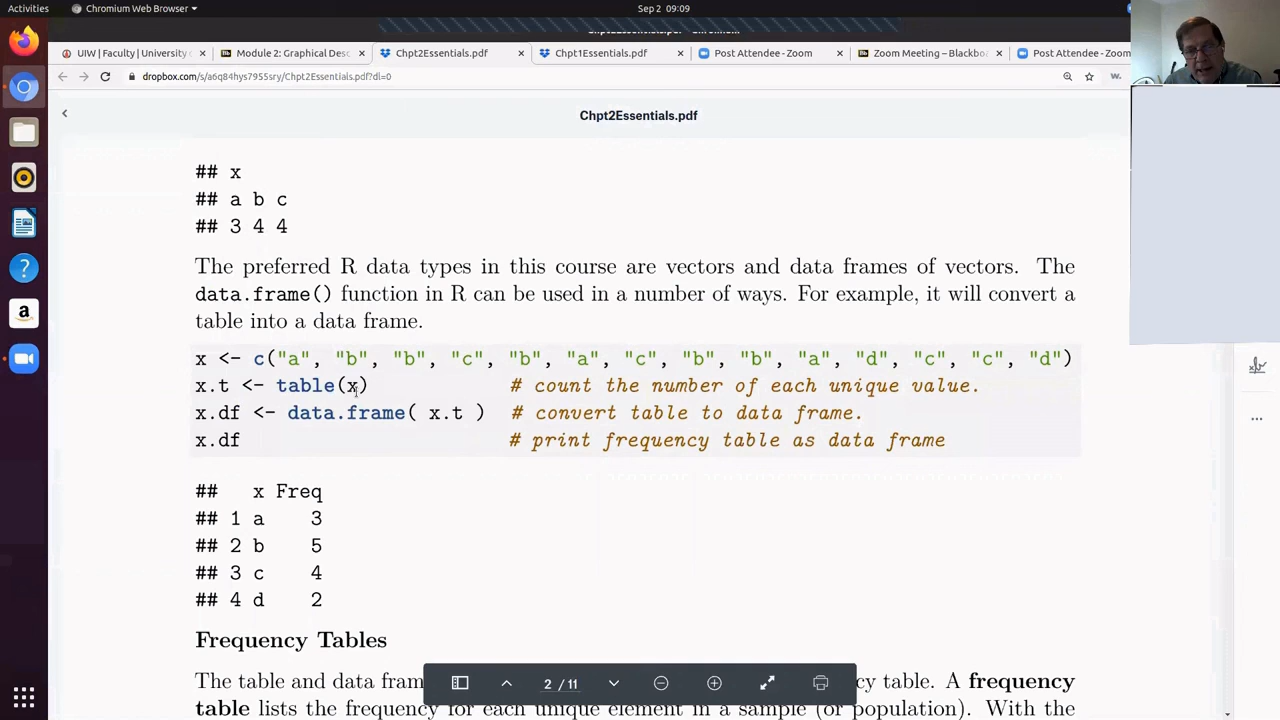 Activities
Chromium Web Browser
Sep 2 09:09
UIW | Faculty | University
Module 2: Graphical Des
Chpt2Essentials.pdf
Chpt1Essentials.pdf
Post Attendee - Zoom
Zoom Meeting – Blackb
Post Attendee - Zoom
dropbox.com/s/a6q84hys7955sry/Chpt2Essentials.pdf?dl=0
Chpt2Essentials.pdf
## x
## a b c
## 3 4 4
The preferred R data types in this course are vectors and data frames of vectors. The
data.frame() function in R can be used in a number of ways. For example, it will convert a
table into a data frame.
x <- c("a", "b", "b", "c", "b", "a", "c", "b", "b", "a", "d", "c", "c", "d")
x.t <- table(x) # count the number of each unique value.
x.df <- data.frame( x.t ) # convert table to data frame.
x.df # print frequency table as data frame
## x Freq
## 1 a 3
## 2 b 5
## 3 c 4
## 4 d 2
Frequency Tables
The table and data fram
cy table. A frequency
table lists the frequency for each unique element in a sample (or population). With the
2 / 11